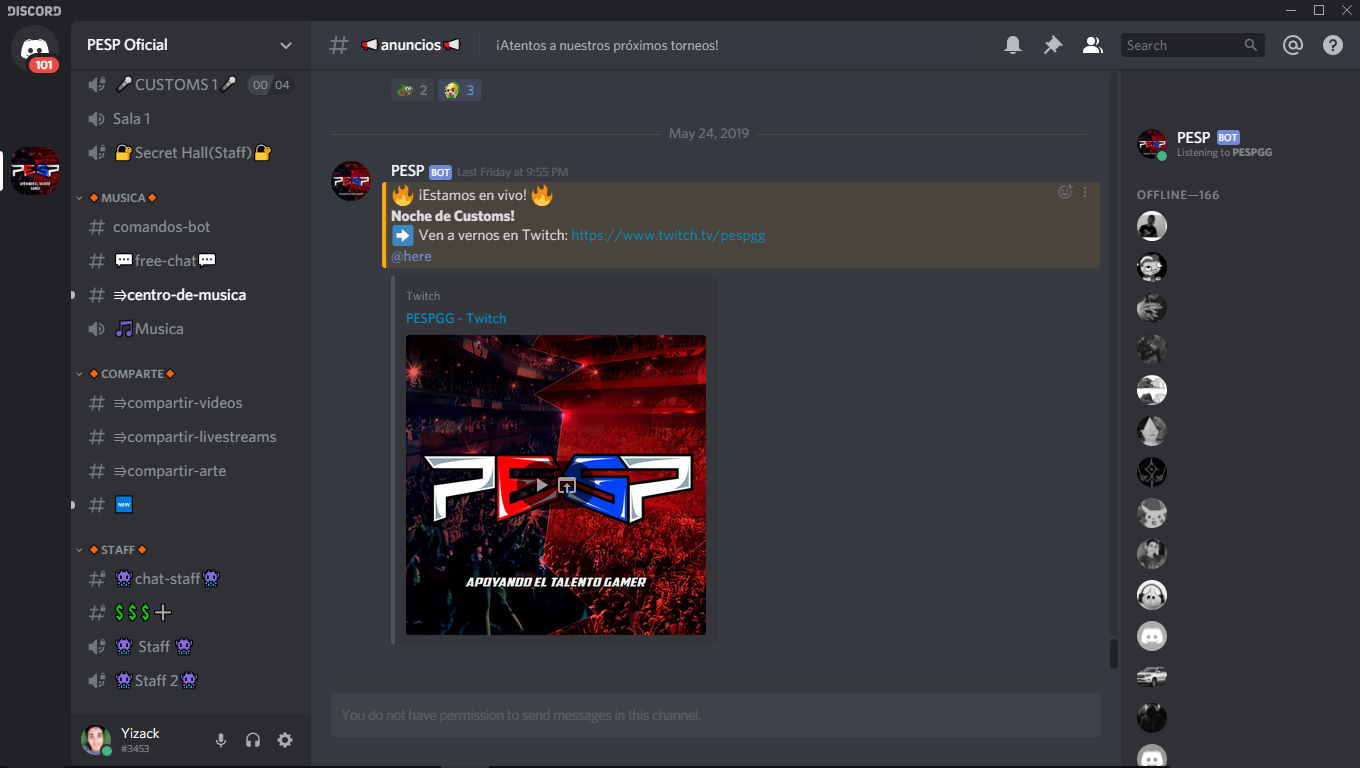 DISCORD
101
PESP Oficial
CUSTOMS 1 00 04
Sala 1
Secret Hall(Staff)
MUSICA
comandos-bot
free-chat
⇒centro-de-musica
Musica
COMPARTE
⇒compartir-videos
⇒compartir-livestreams
⇒compartir-arte
NEW
STAFF
chat-staff
$ $ $ +
Staff
Staff 2
Yizack
#3453
# anuncios
¡Atentos a nuestros próximos torneos!
Search
2 3
May 24, 2019
PESP BOT Last Friday at 9:55 PM
¡Estamos en vivo!
Noche de Customs!
Ven a vernos en Twitch: https://www.twitch.tv/pespgg
@here
Twitch
PESPGG - Twitch
PESP
APOYANDO EL TALENTO GAMER
You do not have permission to send messages in this channel.
PESP BOT
Listening to PESPGG
OFFLINE—166